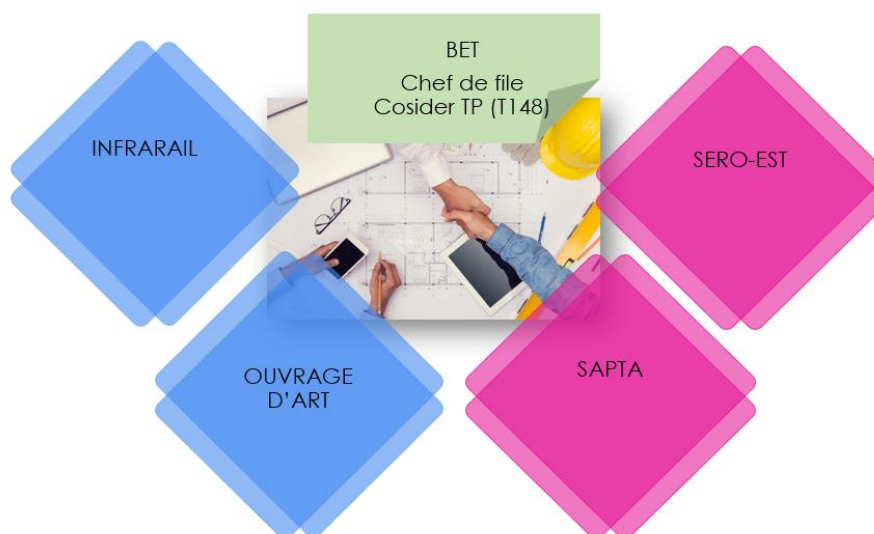 BET
Chef de file
Cosider TP (T148)
INFRARAIL
SERO-EST
OUVRAGE
D’ART
SAPTA